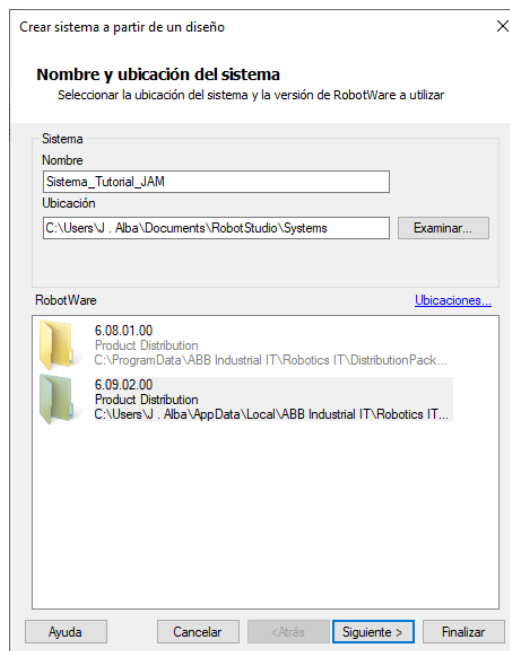 Crear sistema a partir de un diseño
Nombre y ubicación del sistema
Seleccionar la ubicación del sistema y la versión de RobotWare a utilizar
Sistema
Nombre
Sistema_Tutorial_JAM
Ubicación
C:\Users\J . Alba\Documents\RobotStudio\Systems
Examinar...
RobotWare
Ubicaciones...
6.08.01.00
Product Distribution
C:\ProgramData\ABB Industrial IT\Robotics IT\DistributionPack...
6.09.02.00
Product Distribution
C:\Users\J . Alba\AppData\Local\ABB Industrial IT\Robotics IT...
Ayuda
Cancelar
<Atrás
Siguiente >
Finalizar